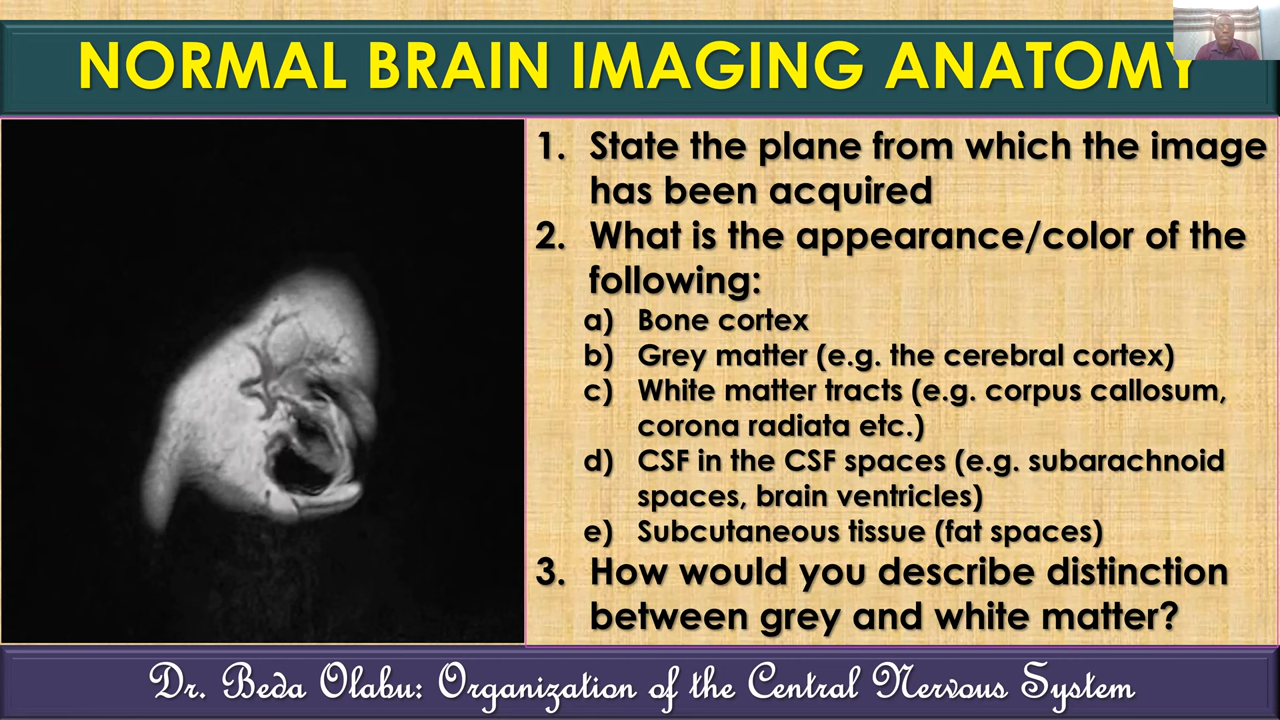 NORMAL BRAIN IMAGING ANATOMY
1. State the plane from which the image
has been acquired
2. What is the appearance/color of the
following:
a) Bone cortex
b) Grey matter (e.g. the cerebral cortex)
c) White matter tracts (e.g. corpus callosum,
corona radiata etc.)
d) CSF in the CSF spaces (e.g. subarachnoid
spaces, brain ventricles)
e) Subcutaneous tissue (fat spaces)
3. How would you describe distinction
between grey and white matter?
Dr. Beda Olabu: Organization of the Central Nervous System